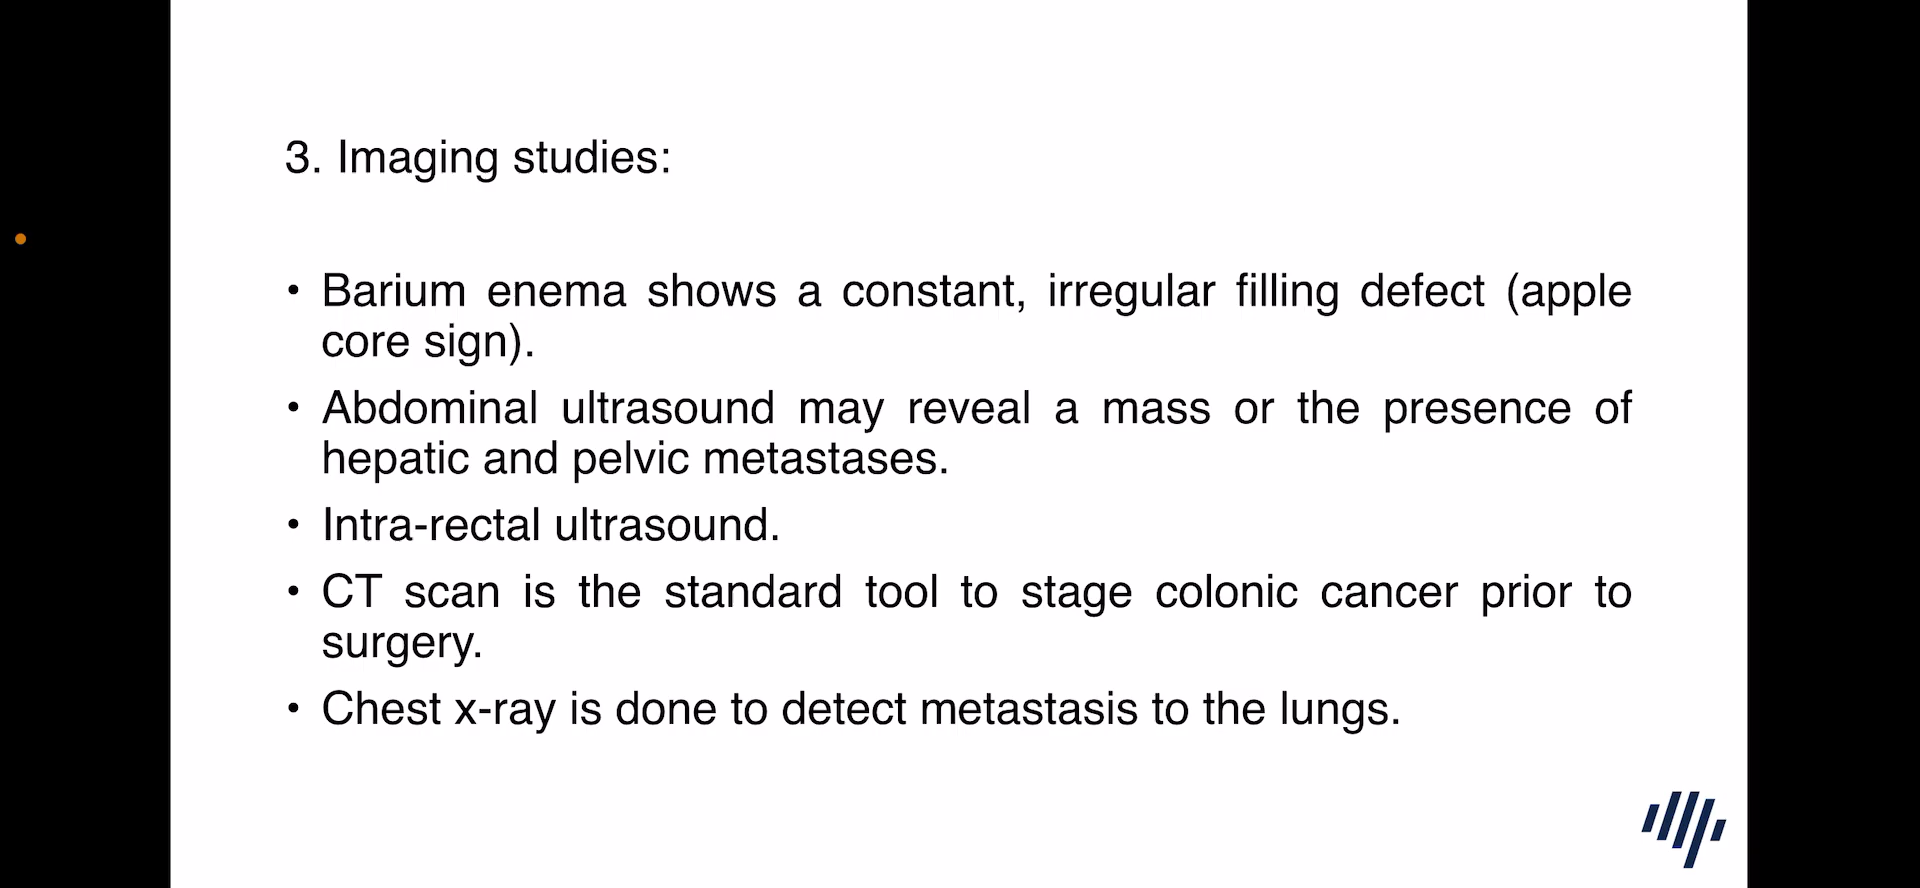 3. Imaging studies:
• Barium enema shows a constant, irregular filling defect (apple
core sign).
• Abdominal ultrasound may reveal a mass or the presence of
hepatic and pelvic metastases.
• Intra-rectal ultrasound.
• CT scan is the standard tool to stage colonic cancer prior to
surgery.
• Chest x-ray is done to detect metastasis to the lungs.